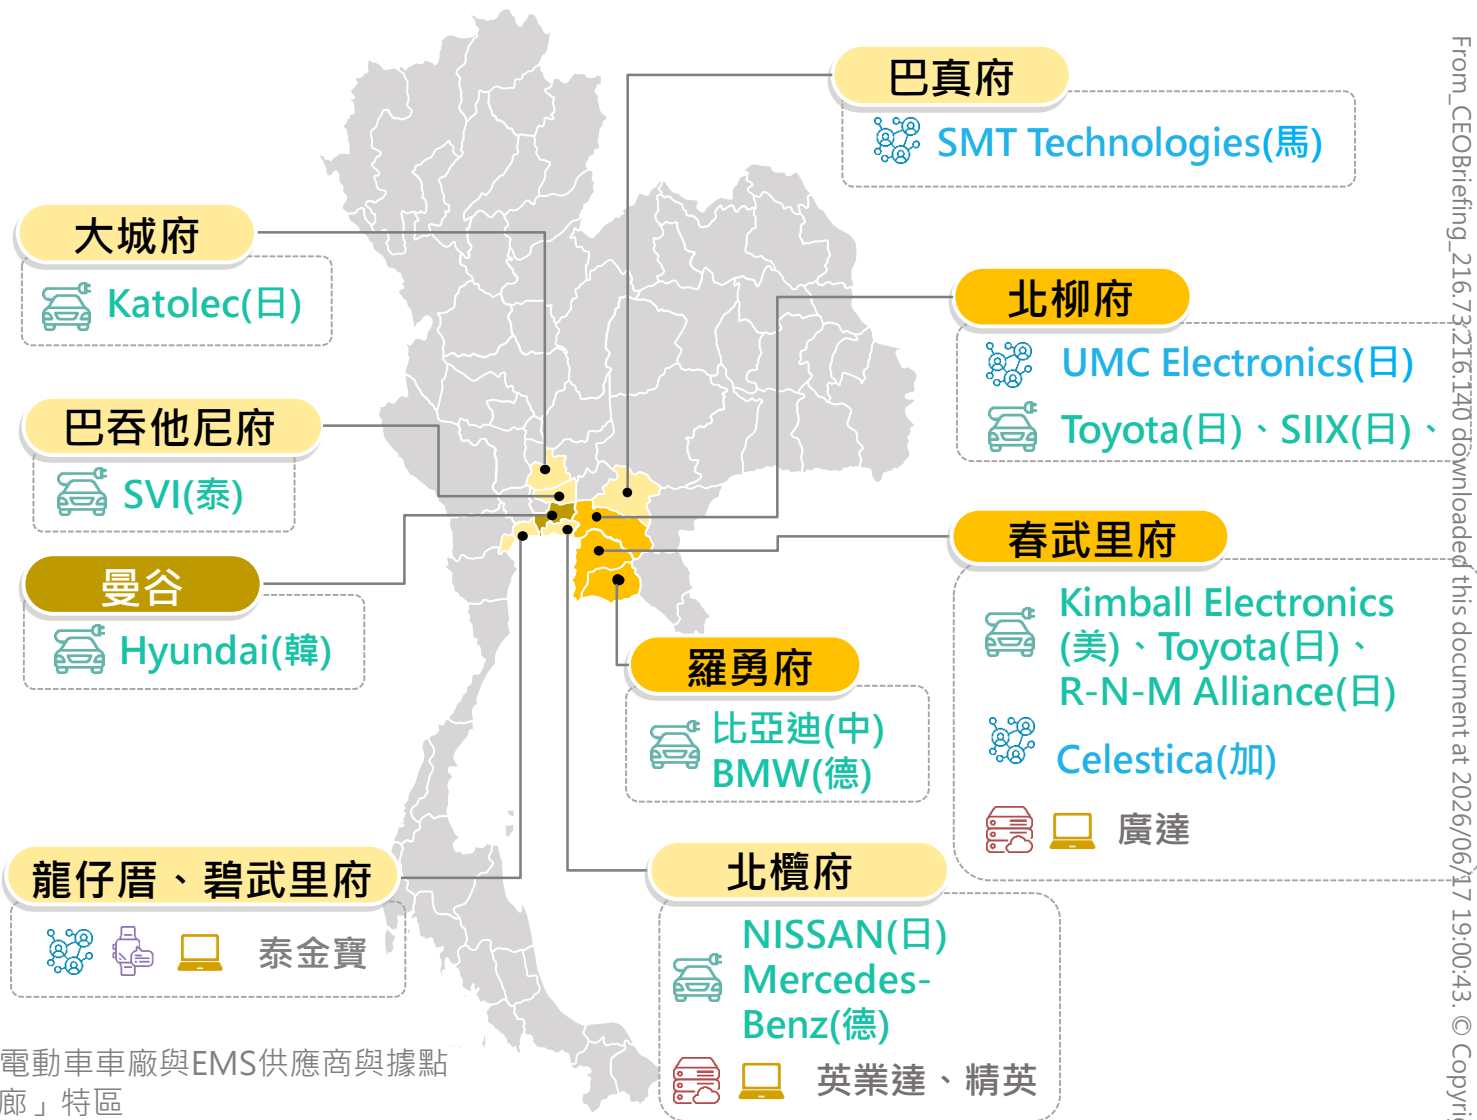 巴真府
SMT Technologies(馬)
大城府
Katolec(日)
北柳府
UMC Electronics(日)
Toyota(日)、SIIX(日)、
巴吞他尼府
SVI(泰)
春武里府
Kimball Electronics
(美)、Toyota(日)、
R-N-M Alliance(日)
Celestica(加)
廣達
曼谷
Hyundai(韓)
羅勇府
比亞迪(中)
BMW(德)
龍仔厝、碧武里府
泰金寶
北欖府
NISSAN(日)
Mercedes-
Benz(德)
英業達、精英
電動車車廠與EMS供應商與據點
廊」特區
From_CEOBriefing_216.73.216.140 downloaded this document at 2026/06/17 19:00:43. © Copyri